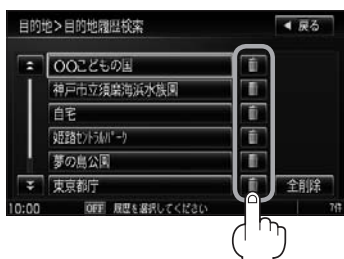 目的地>目的地履歴検索
◀ 戻る
〇〇こどもの国
神戸市立須磨海浜水族園
自宅
姫路セントラルパーク
夢の島公園
東京都庁
全削除
10:00 OFF 履歴を選択してください